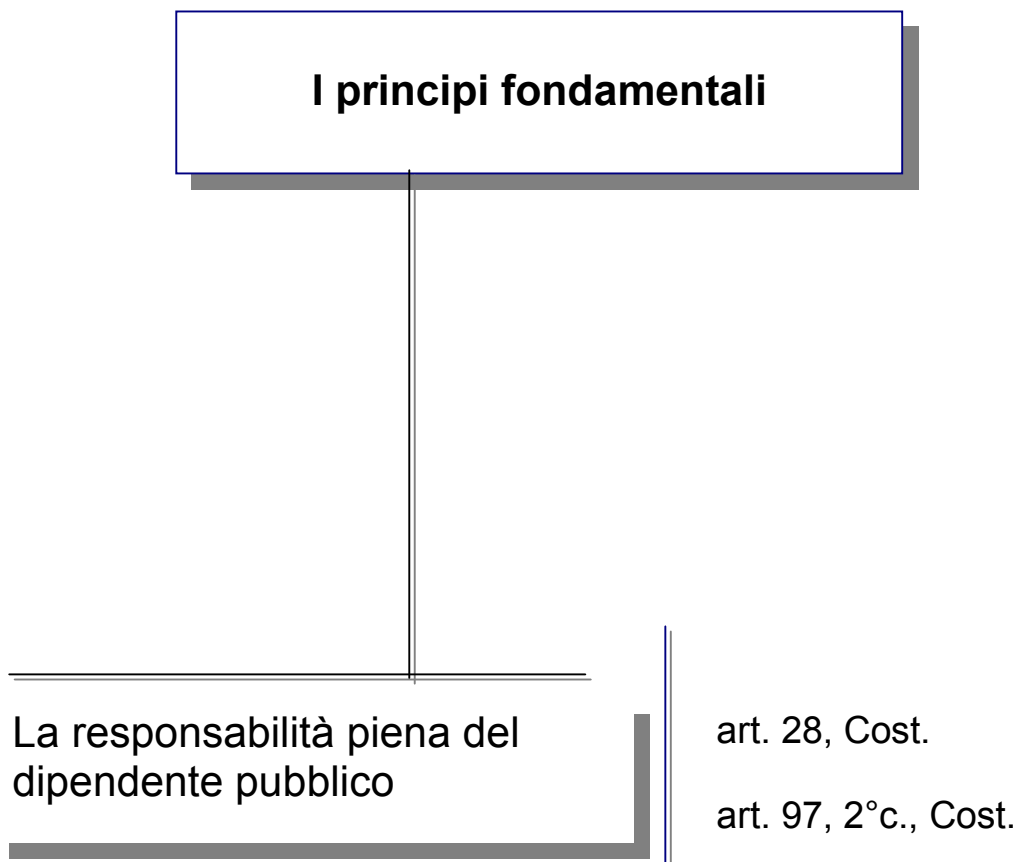 I principi fondamentali
La responsabilità piena del
dipendente pubblico
art. 28, Cost.
art. 97, 2°c., Cost.